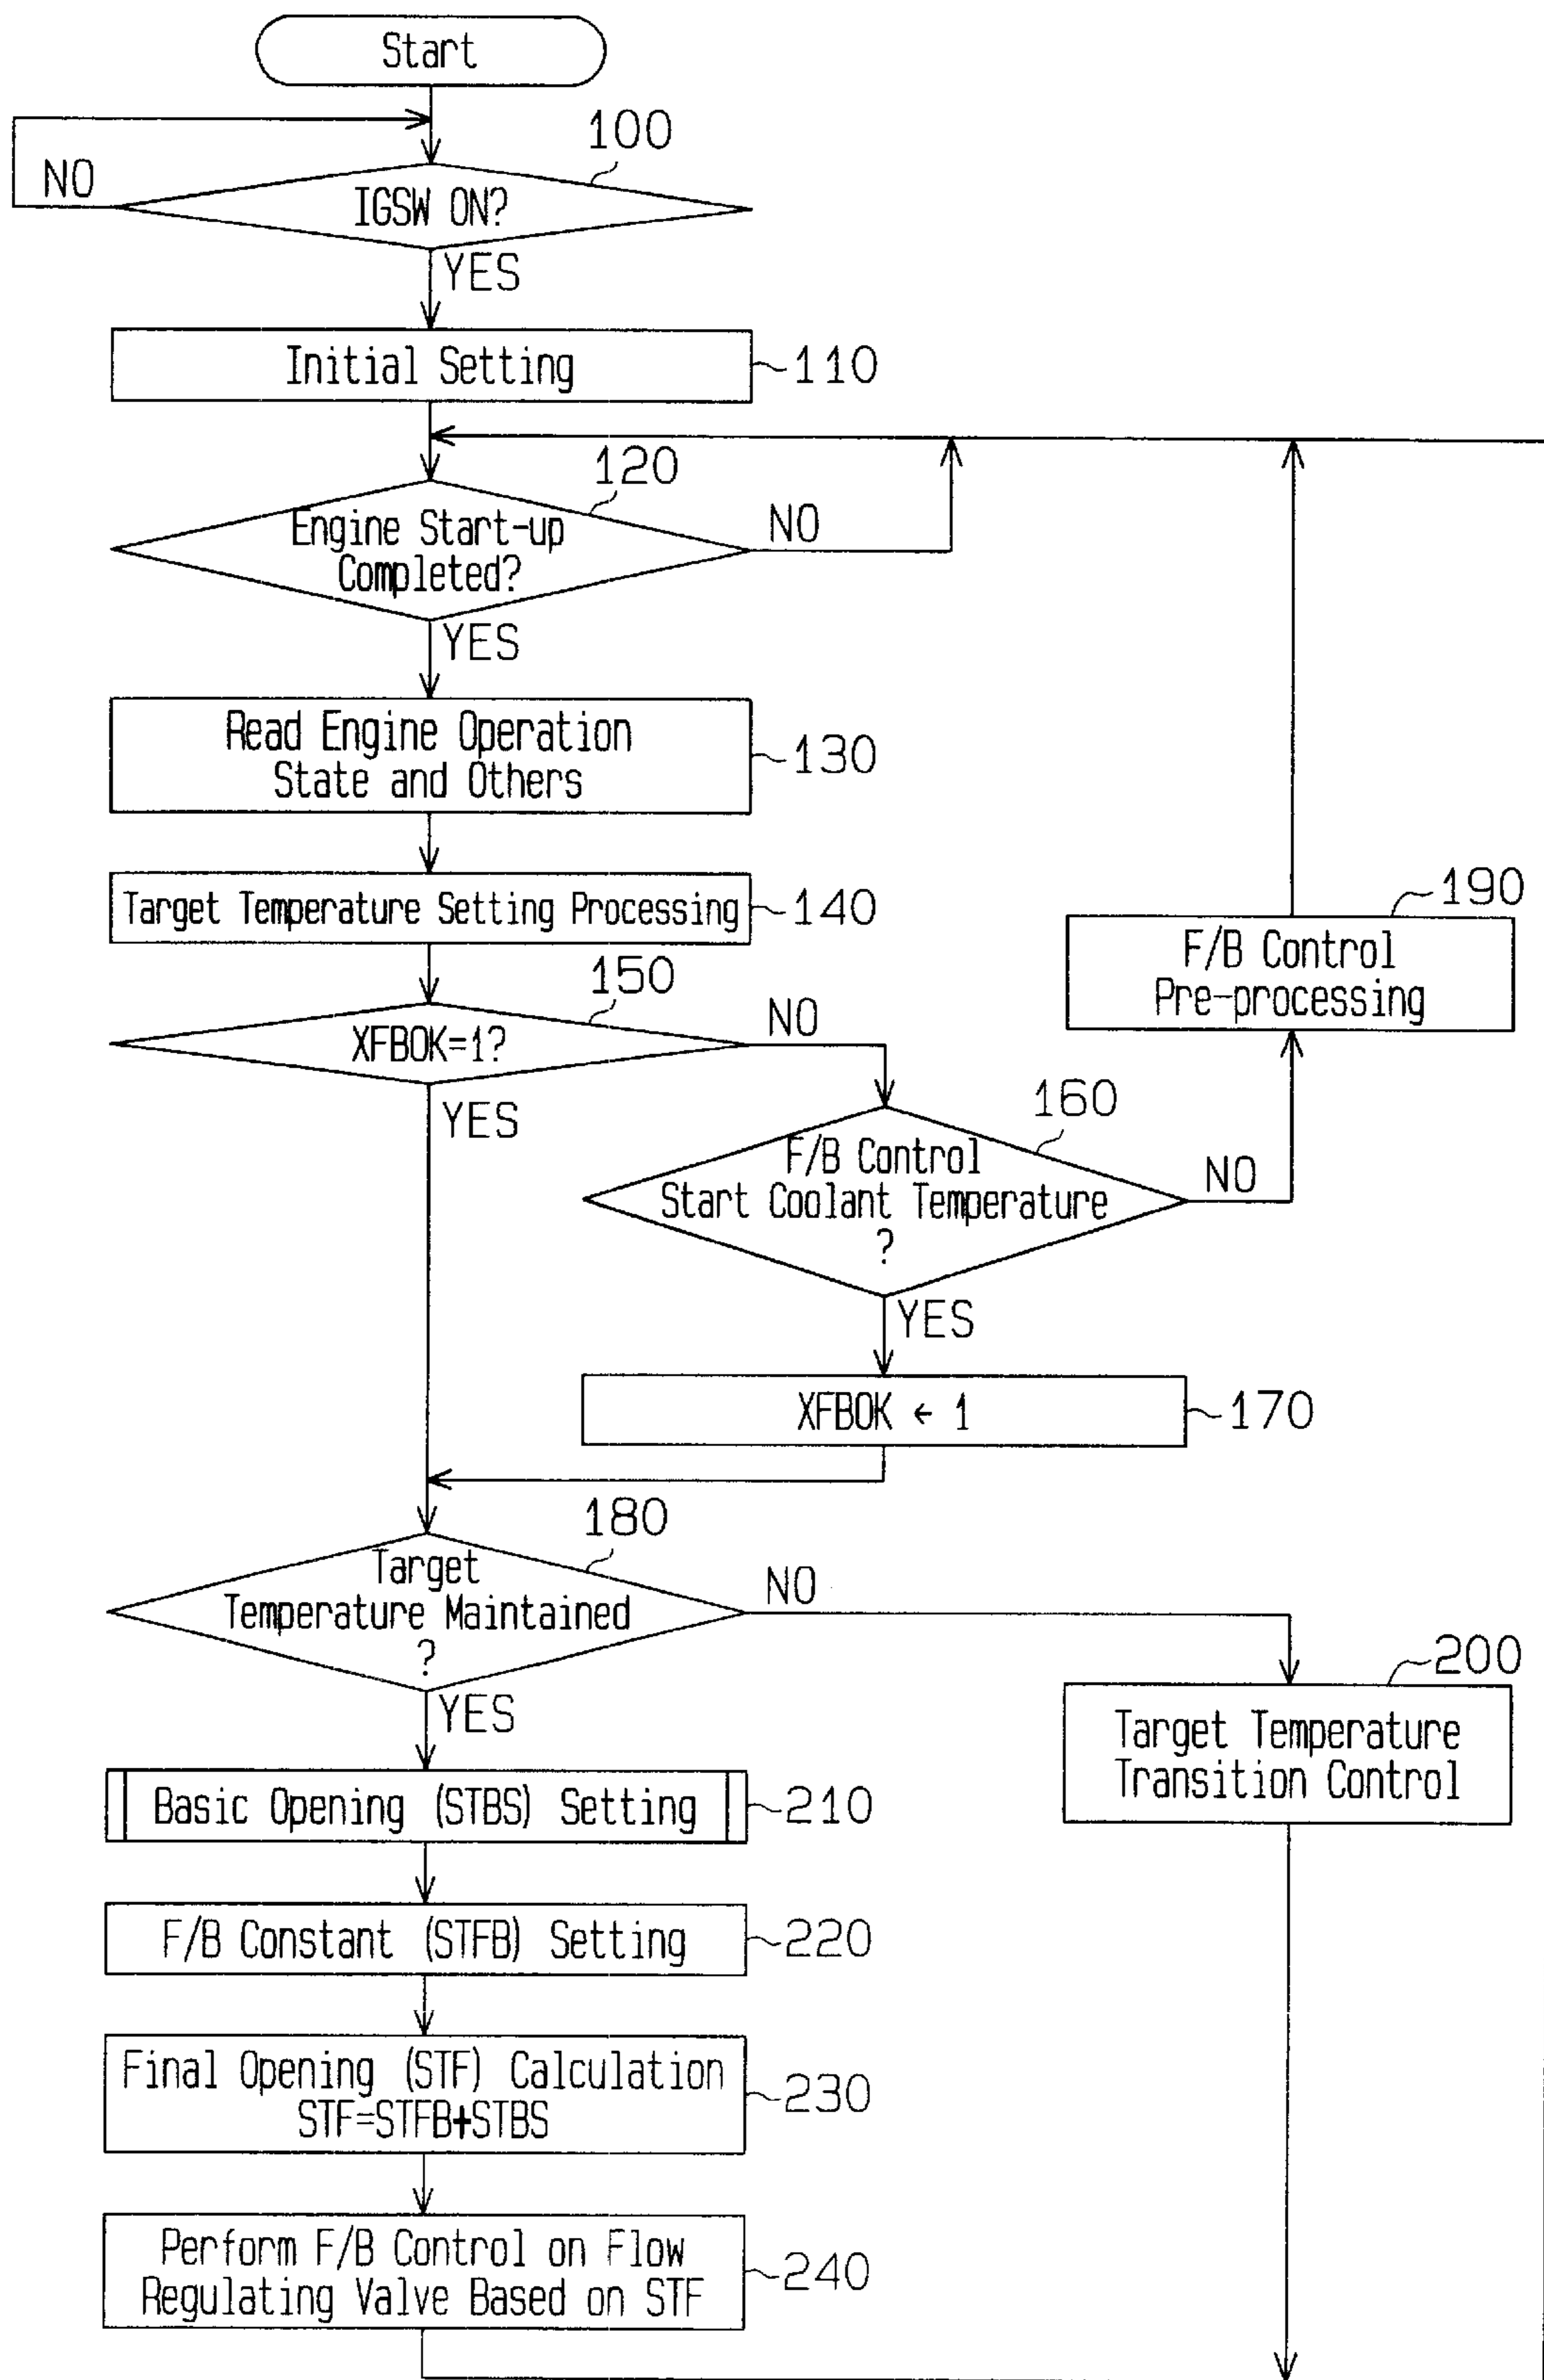 Start
100
NO
IGSW ON?
YES
Initial Setting
110
120
Engine Start-up
Completed?
NO
YES
Read Engine Operation
State and Others
130
Target Temperature Setting Processing
140
190
F/B Control
Pre-processing
150
XFBOK=1?
NO
YES
160
F/B Control
Start Coolant Temperature
?
NO
YES
XFBOK ← 1
170
180
Target
Temperature Maintained
?
NO
YES
200
Target Temperature
Transition Control
Basic Opening (STBS) Setting
210
F/B Constant (STFB) Setting
220
Final Opening (STF) Calculation
STF=STFB+STBS
230
Perform F/B Control on Flow
Regulating Valve Based on STF
240